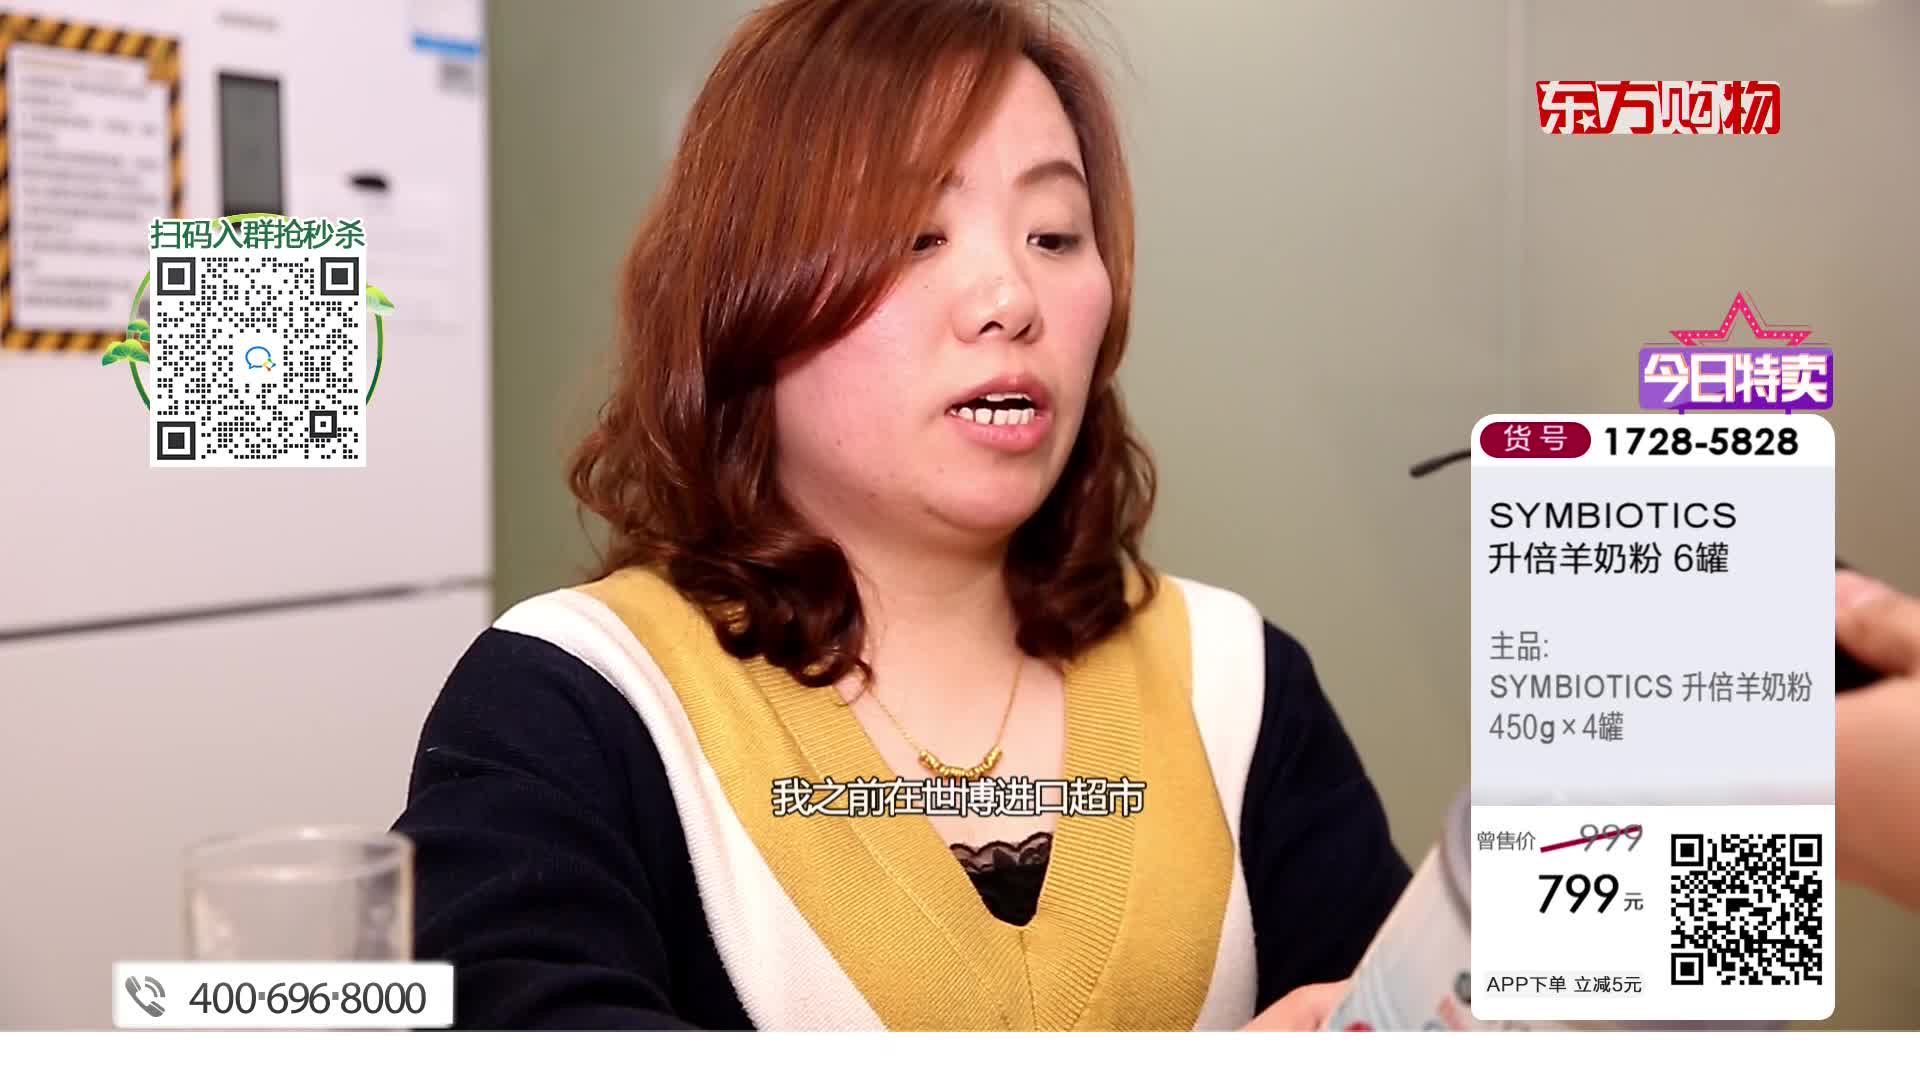 东方购物
扫码入群抢秒杀
今日特卖
货号 1728-5828
SYMBIOTICS
升倍羊奶粉 6罐
主品:
SYMBIOTICS 升倍羊奶粉
450g×4罐
我之前在世博进口超市
曾售价 999
799元
APP下单 立减5元
400·696·8000